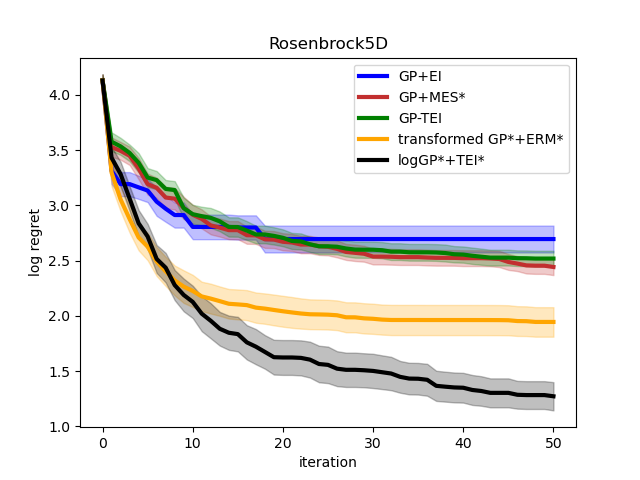 Rosenbrock5D
GP+EI
GP+MES*
GP-TEI
transformed GP*+ERM*
logGP*+TEI*
log regret
4.0
3.5
3.0
2.5
2.0
1.5
1.0
0 10 20 30 40 50
iteration